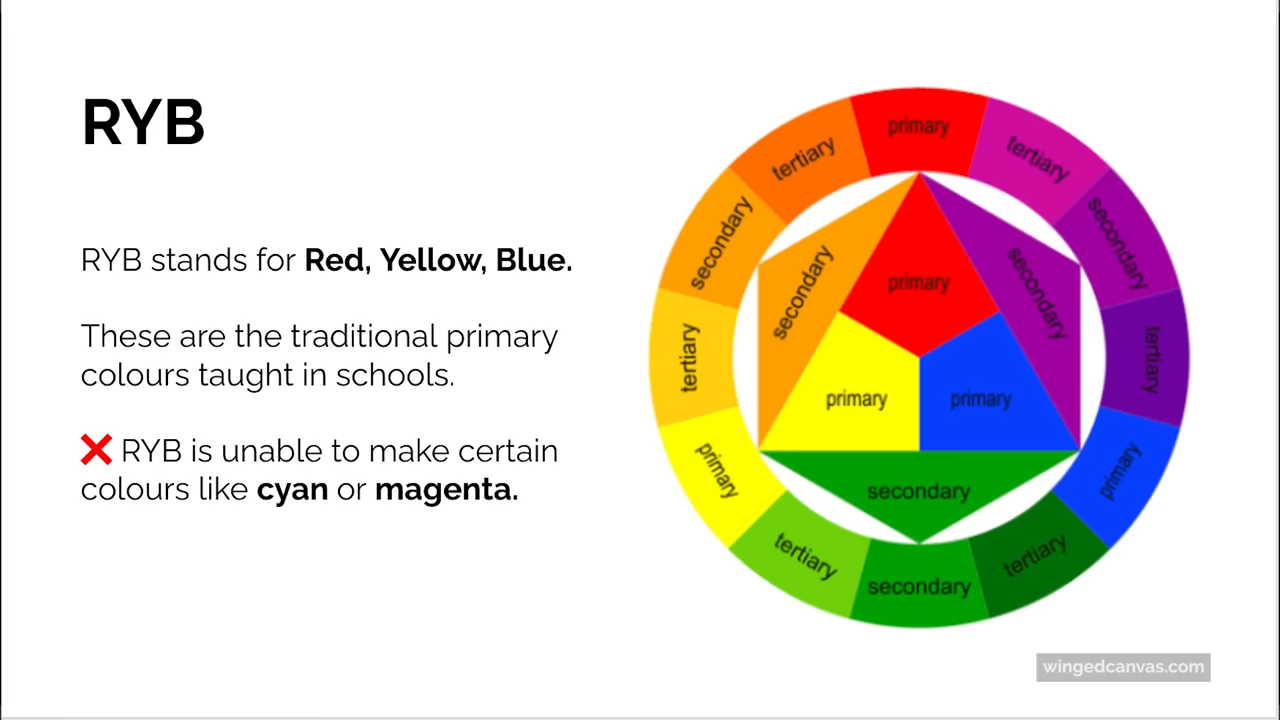 RYB
RYB stands for Red, Yellow, Blue.
These are the traditional primary
colours taught in schools.
❌ RYB is unable to make certain
colours like cyan or magenta.
primary
tertiary
secondary
tertiary
primary
tertiary
secondary
tertiary
primary
tertiary
secondary
tertiary
primary
secondary
primary
secondary
primary
secondary
wingedcanvas.com